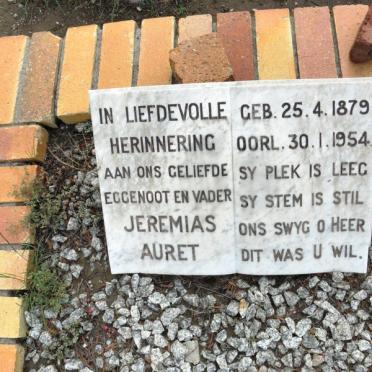 IN LIEFDEVOLLE
HERINNERING
AAN ONS GELIEFDE
EGGENOOT EN VADER
JEREMIAS
AURET
GEB. 25.4.1879
OORL. 30.1.1954.
SY PLEK IS LEEG
SY STEM IS STIL
ONS SWYG O HEER
DIT WAS U WIL.